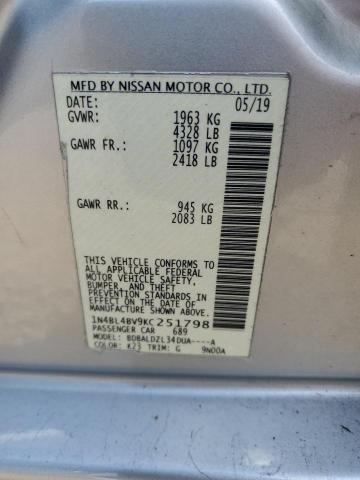 MFD BY NISSAN MOTOR CO., LTD.
DATE: 05/19
GVWR: 1963 KG
4328 LB
GAWR FR.: 1097 KG
2418 LB
GAWR RR.: 945 KG
2083 LB
THIS VEHICLE CONFORMS TO
ALL APPLICABLE FEDERAL
MOTOR VEHICLE SAFETY,
BUMPER, AND THEFT
PREVENTION STANDARDS
IN EFFECT ON THE DATE OF
MANUFACTURE SHOWN ABOVE.
1N4BL4BV9KC251798
PASSENGER CAR 689
MODEL: BDBALDZL34DUA----A
COLOR: K23 TRIM: G 9N00A